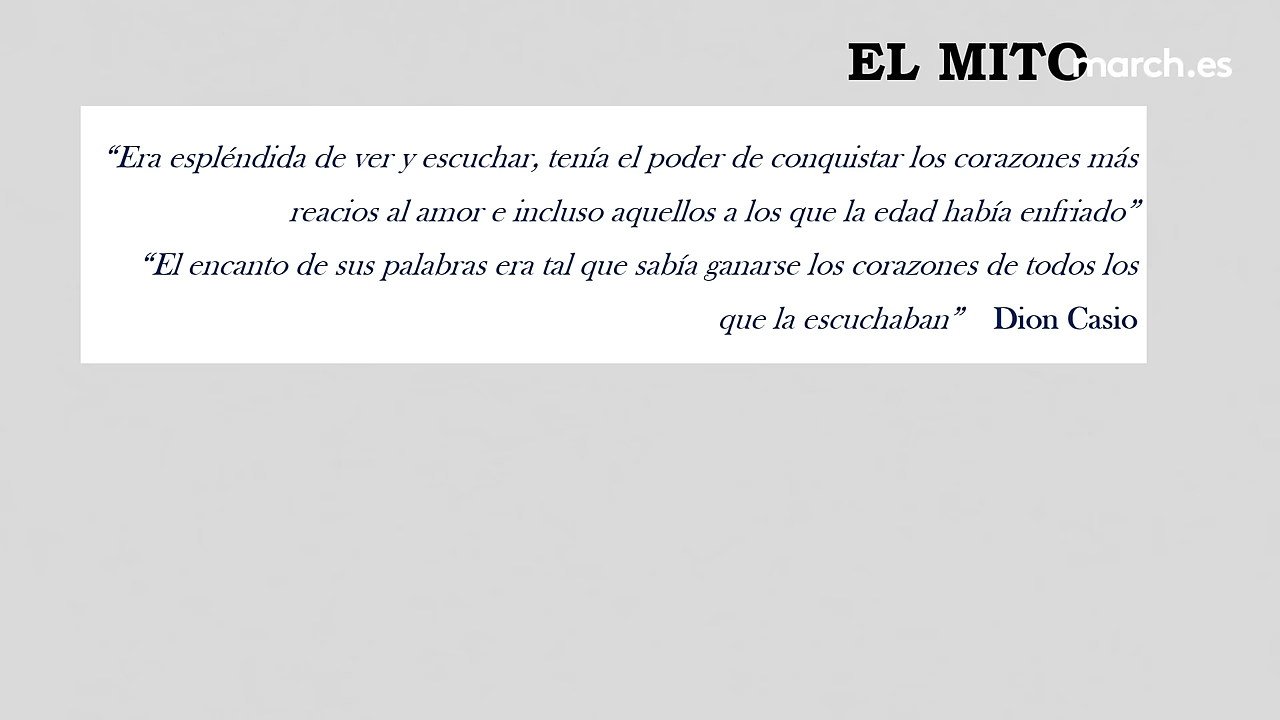 EL MITO
march.es
“Era espléndida de ver y escuchar, tenía el poder de conquistar los corazones más
reacios al amor e incluso aquellos a los que la edad había enfriado”
“El encanto de sus palabras era tal que sabía ganarse los corazones de todos los
que la escuchaban” Dion Casio